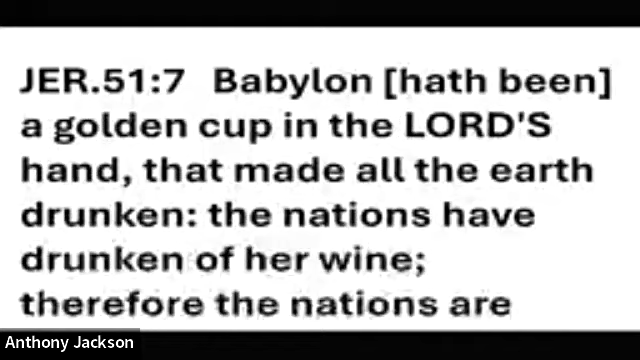 JER.51:7 Babylon [hath been]
a golden cup in the LORD'S
hand, that made all the earth
drunken: the nations have
drunken of her wine;
therefore the nations are
Anthony Jackson